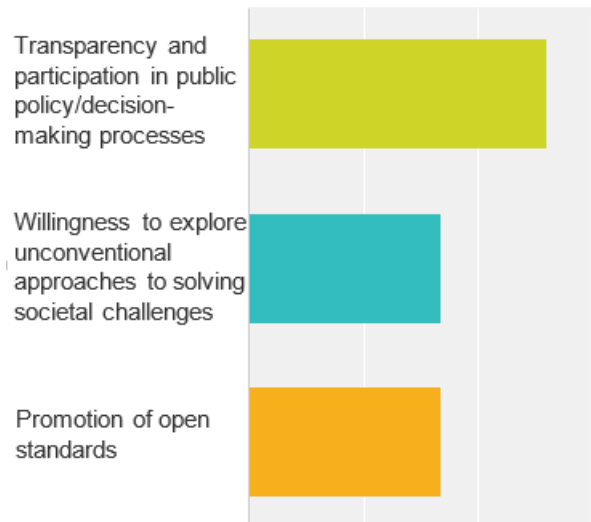 Transparency and
participation in public
policy/decision-
making processes
Willingness to explore
unconventional
approaches to solving
societal challenges
Promotion of open
standards